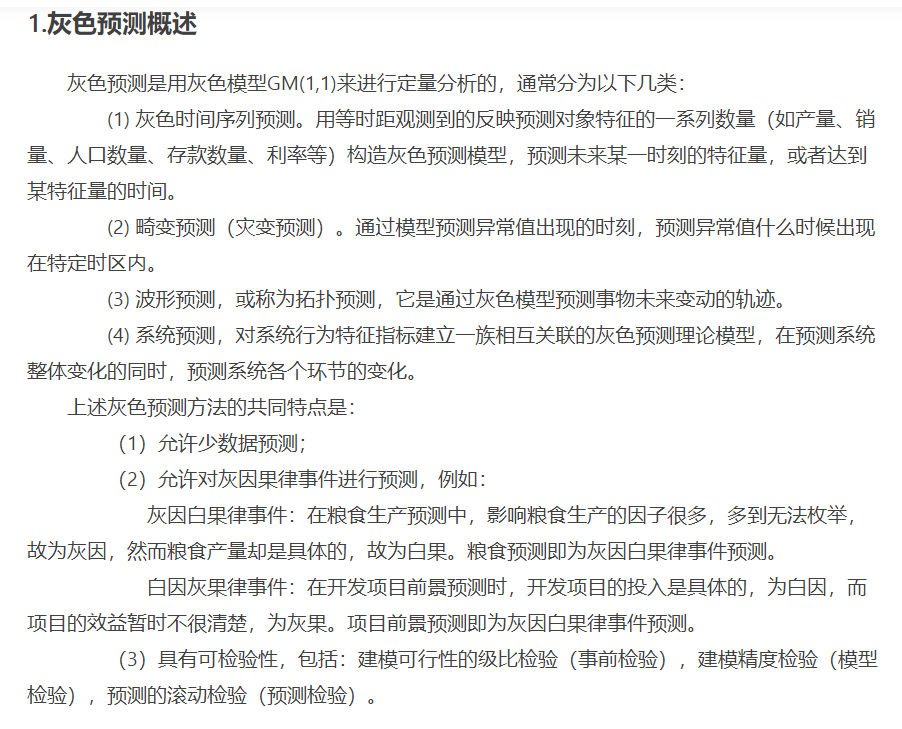 1.灰色预测概述
灰色预测是用灰色模型GM(1,1)来进行定量分析的，通常分为以下几类：
(1) 灰色时间序列预测。用等时距观测到的反映预测对象特征的一系列数量（如产量、销
量、人口数量、存款数量、利率等）构造灰色预测模型，预测未来某一时刻的特征量，或者达到
某特征量的时间。
(2) 畸变预测（灾变预测）。通过模型预测异常值出现的时刻，预测异常值什么时候出现
在特定时区内。
(3) 波形预测，或称为拓扑预测，它是通过灰色模型预测事物未来变动的轨迹。
(4) 系统预测，对系统行为特征指标建立一族相互关联的灰色预测理论模型，在预测系统
整体变化的同时，预测系统各个环节的变化。
上述灰色预测方法的共同特点是：
（1）允许少数据预测；
（2）允许对灰因果律事件进行预测，例如：
灰因白果律事件：在粮食生产预测中，影响粮食生产的因子很多，多到无法枚举，
故为灰因，然而粮食产量却是具体的，故为白果。粮食预测即为灰因白果律事件预测。
白因灰果律事件：在开发项目前景预测时，开发项目的投入是具体的，为白因，而
项目的效益暂时不很清楚，为灰果。项目前景预测即为灰因白果律事件预测。
（3）具有可检验性，包括：建模可行性的级比检验（事前检验），建模精度检验（模型
检验），预测的滚动检验（预测检验）。